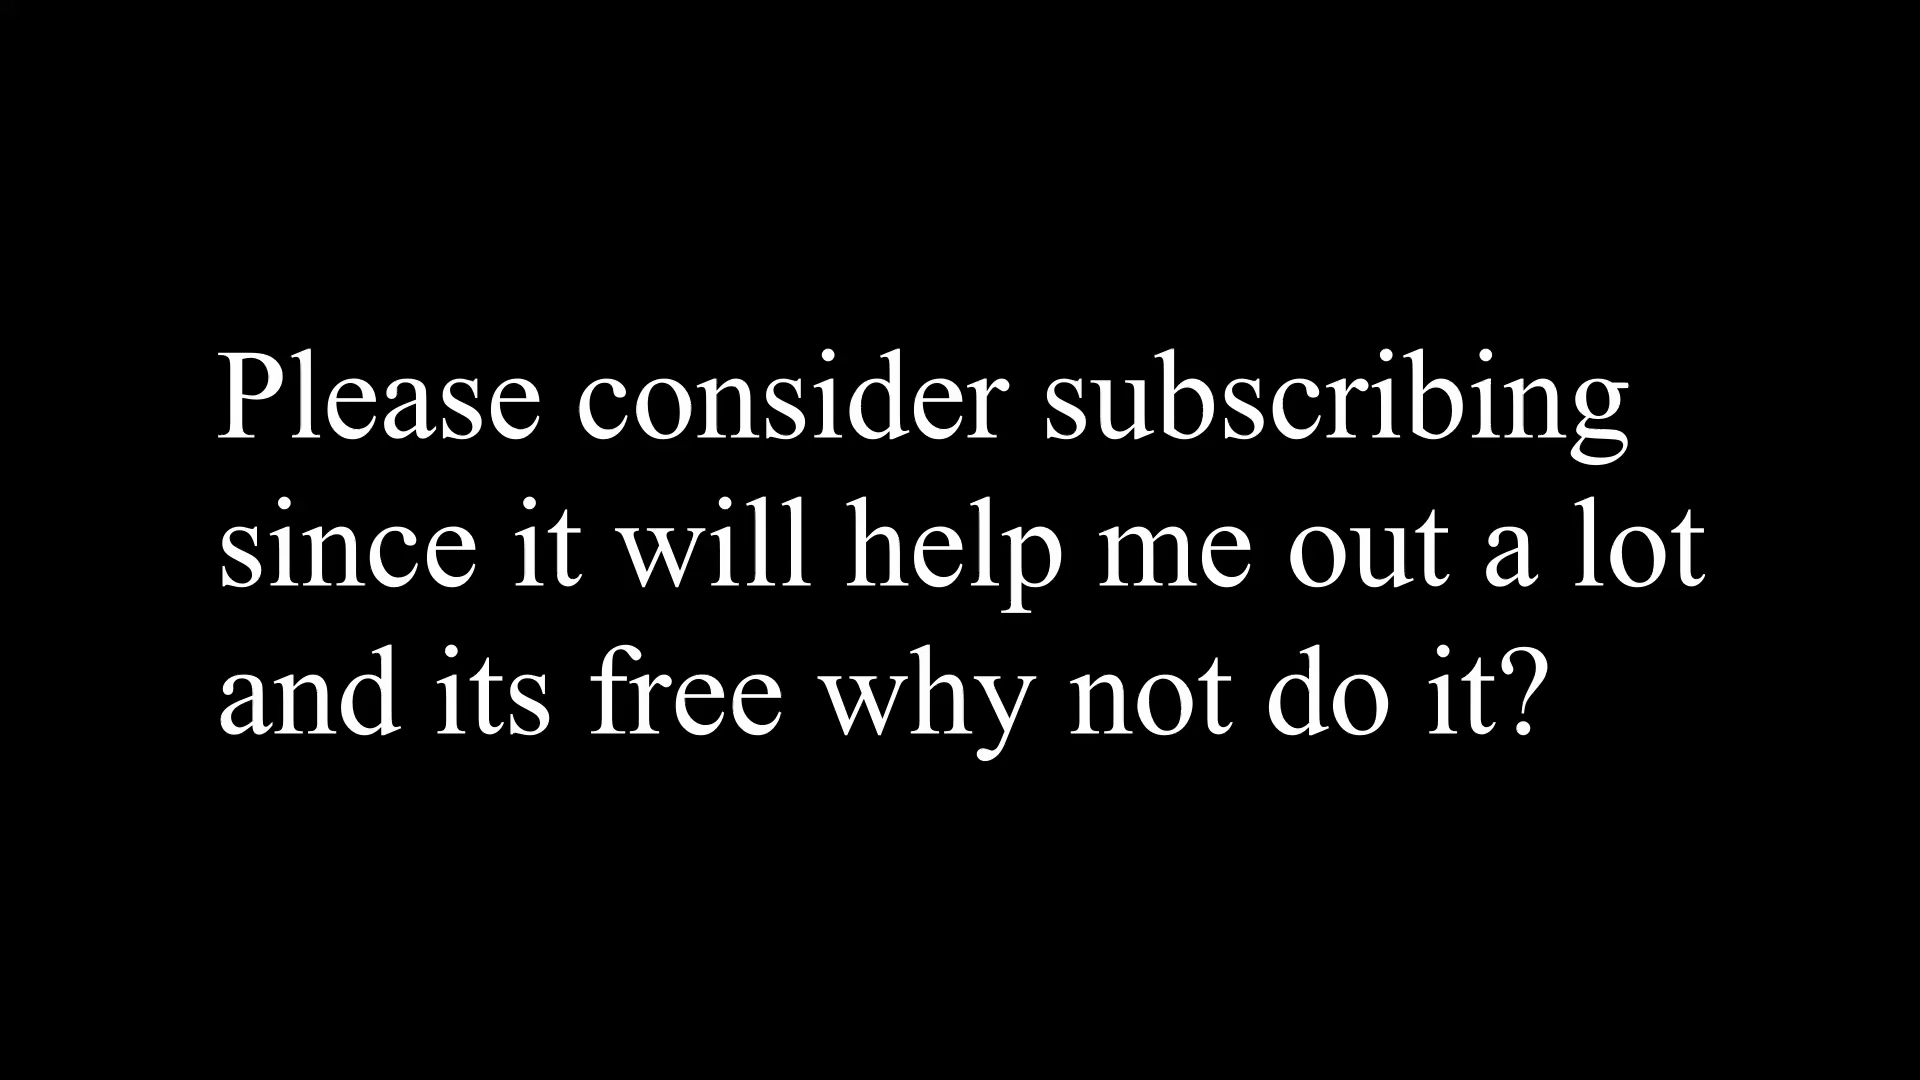 Please consider subscribing
since it will help me out a lot
and its free why not do it?